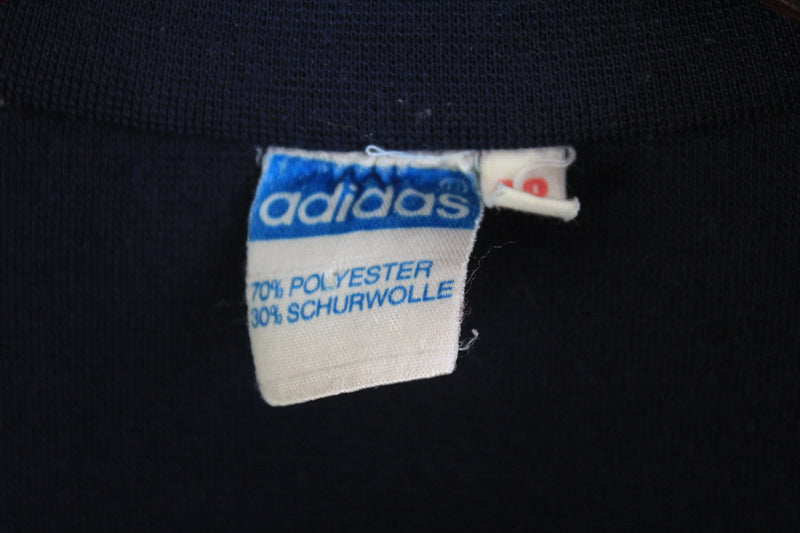 adidas
70% POLYESTER
30% SCHURWOLLE